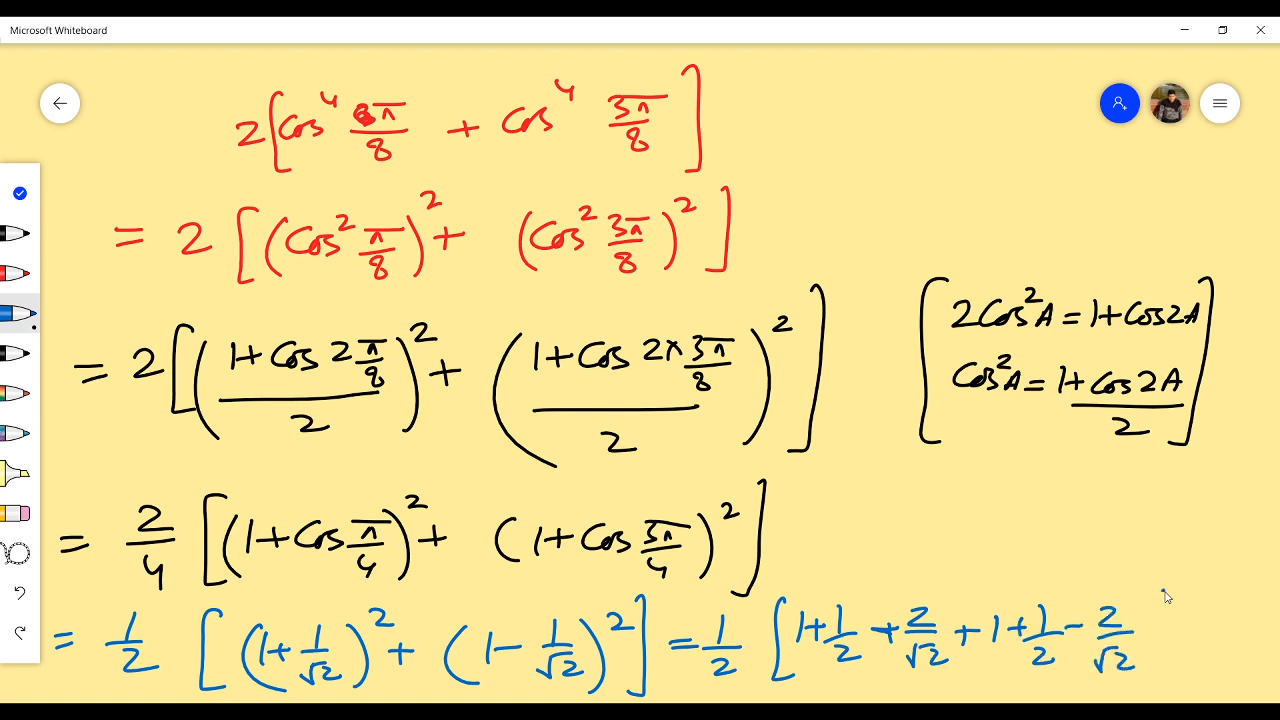 Microsoft Whiteboard
2[cos⁴ π/8 + cos⁴ 3π/8]
= 2 [(cos² π/8)² + (cos² 3π/8)²]
= 2[((1+cos 2π/8)/2)² + ((1+cos 2×3π/8)/2)²]
[2cos²A = 1+cos2A
cos²A = 1+cos2A/2]
= 2/4 [(1+cos π/4)² + (1+cos 3π/4)²]
= 1/2 [(1+1/√2)² + (1-1/√2)²] = 1/2 [1+1/2+2/√2+1+1/2-2/√2